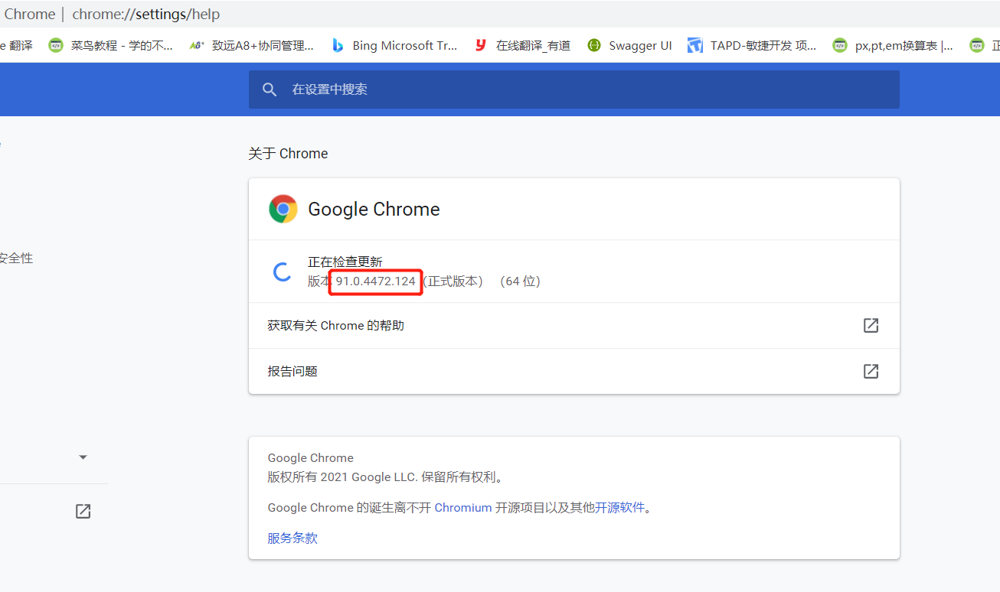 Chrome | chrome://settings/help
e 翻译 菜鸟教程 - 学的不... A8+ 致远A8+协同管理... Bing Microsoft Tr... y 在线翻译_有道 Swagger UI TAPD-敏捷开发 项... px,pt,em换算表 |... 正
在设置中搜索
关于 Chrome
Google Chrome
正在检查更新
安全性
版本 91.0.4472.124 (正式版本) (64 位)
获取有关 Chrome 的帮助
报告问题
Google Chrome
版权所有 2021 Google LLC. 保留所有权利。
Google Chrome 的诞生离不开 Chromium 开源项目以及其他开源软件。
服务条款